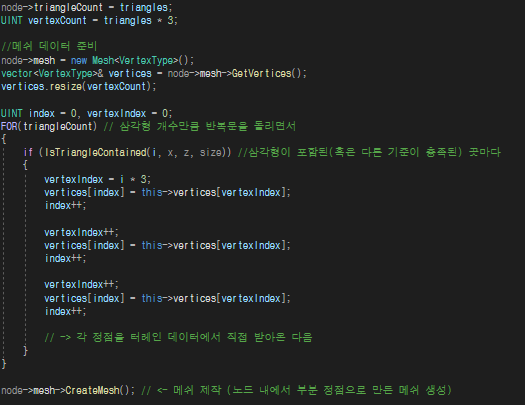 node->triangleCount = triangles;
UINT vertexCount = triangles * 3;
//메쉬 데이터 준비
node->mesh = new Mesh<VertexType>();
vector<VertexType>& vertices = node->mesh->GetVertices();
vertices.resize(vertexCount);
UINT index = 0, vertexIndex = 0;
FOR(triangleCount) // 삼각형 개수만큼 반복문을 돌리면서
{
if (IsTriangleContained(i, x, z, size)) //삼각형이 포함된(혹은 다른 기준이 충족된) 곳마다
{
vertexIndex = i * 3;
vertices[index] = this->vertices[vertexIndex];
index++;
vertexIndex++;
vertices[index] = this->vertices[vertexIndex];
index++;
vertexIndex++;
vertices[index] = this->vertices[vertexIndex];
index++;
// -> 각 정점을 터레인 데이터에서 직접 받아온 다음
}
}
node->mesh->CreateMesh(); // <- 메쉬 제작 (노드 내에서 부분 정점으로 만든 메쉬 생성)